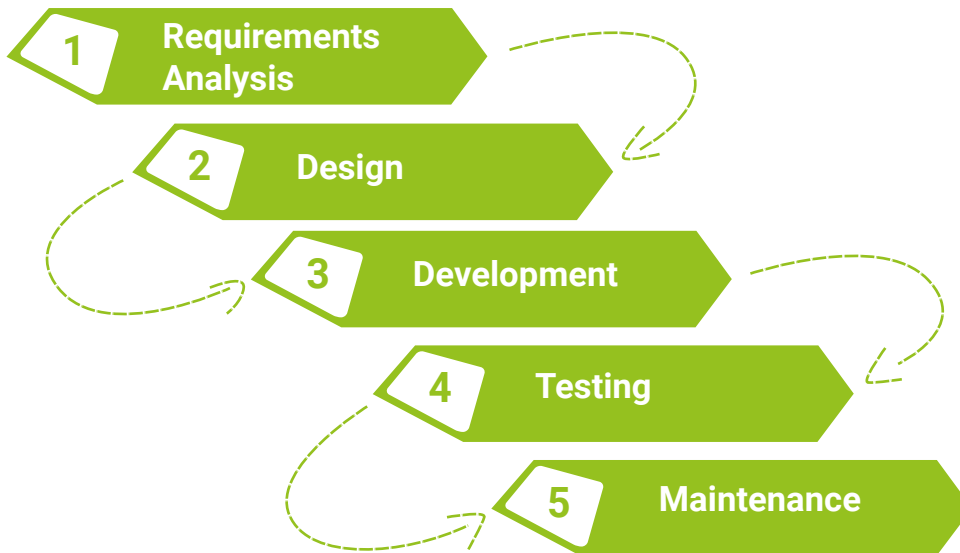 1
Requirements
Analysis
2
Design
3
Development
4
Testing
5
Maintenance